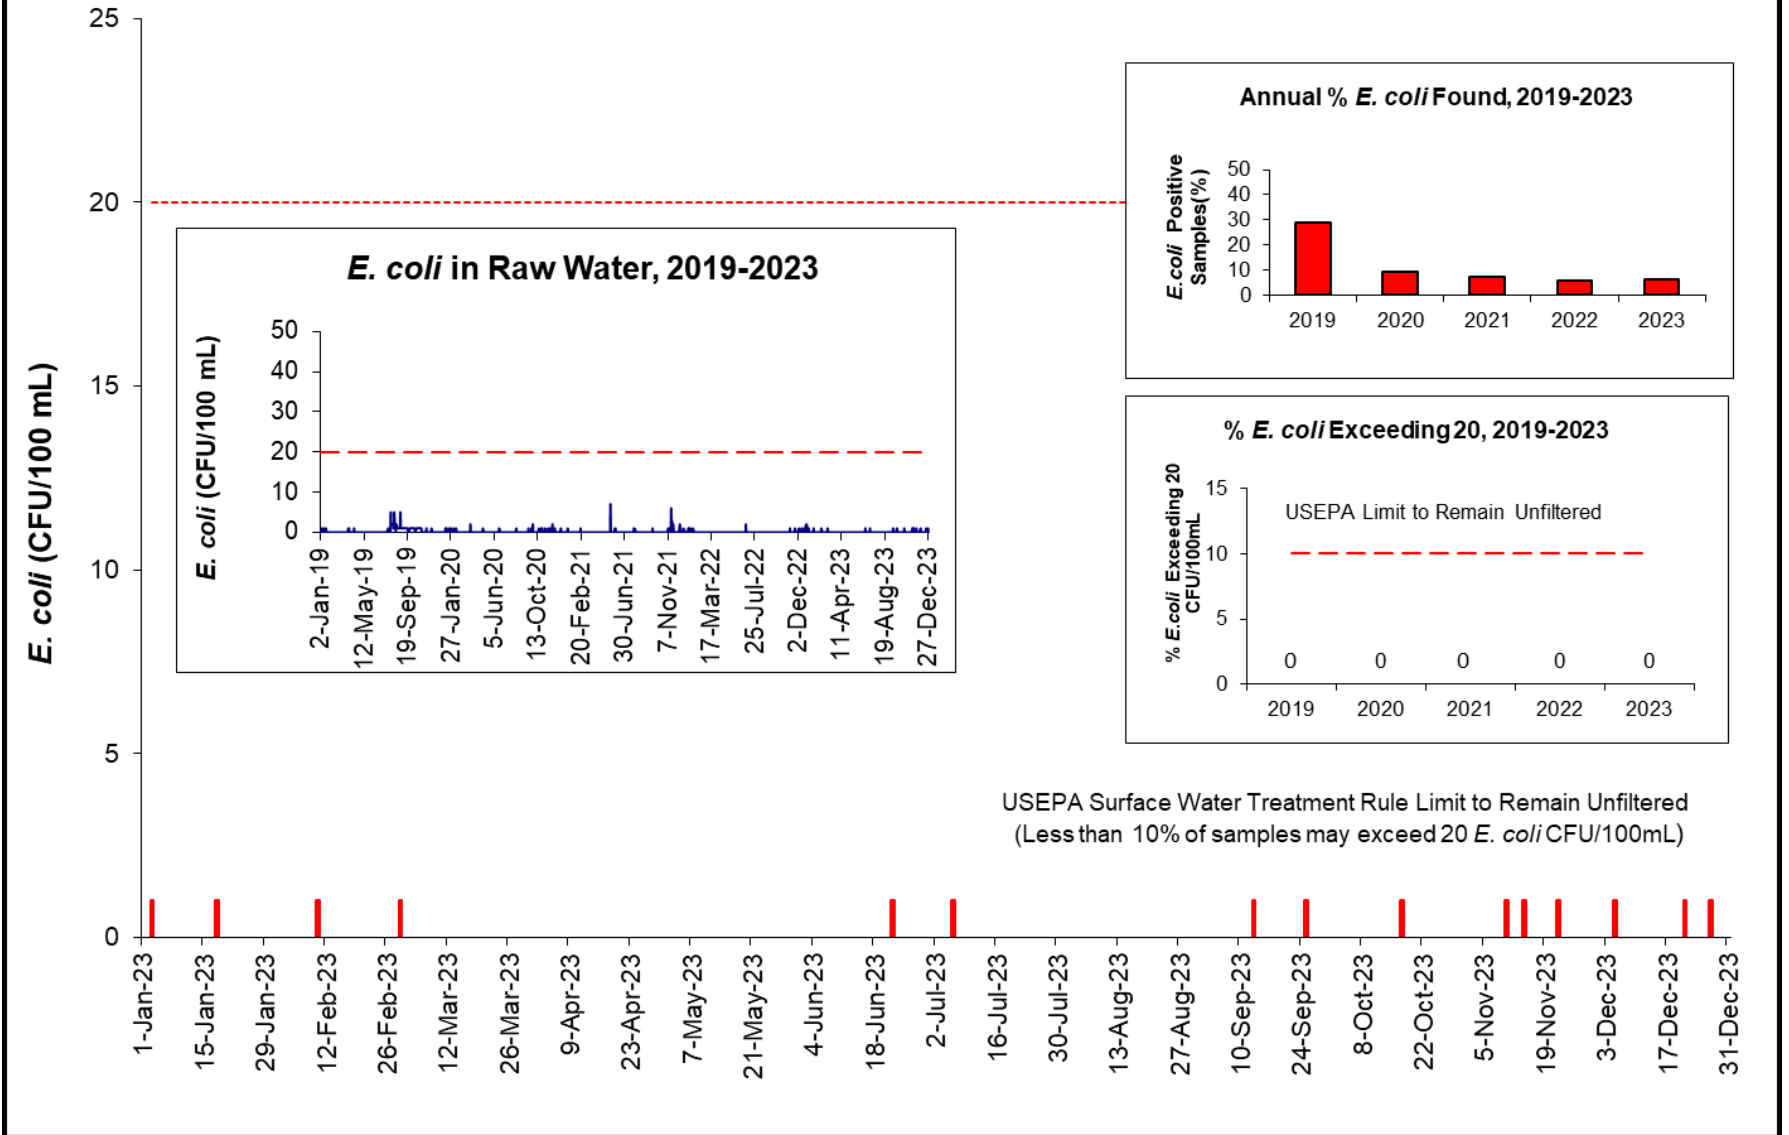 25
20
15
10
5
0
E. coli (CFU/100 mL)
Annual % E. coli Found, 2019-2023
E.coli Positive
Samples(%)
50
40
30
20
10
0
2019 2020 2021 2022 2023
E. coli in Raw Water, 2019-2023
E. coli (CFU/100 mL)
50
40
30
20
10
0
2-Jan-19
12-May-19
19-Sep-19
27-Jan-20
5-Jun-20
13-Oct-20
20-Feb-21
30-Jun-21
7-Nov-21
17-Mar-22
25-Jul-22
2-Dec-22
11-Apr-23
19-Aug-23
27-Dec-23
% E. coli Exceeding 20, 2019-2023
% E.coli Exceeding 20
CFU/100mL
15
10
5
0
USEPA Limit to Remain Unfiltered
0 0 0 0 0
2019 2020 2021 2022 2023
USEPA Surface Water Treatment Rule Limit to Remain Unfiltered
(Less than 10% of samples may exceed 20 E. coli CFU/100mL)
1-Jan-23
15-Jan-23
29-Jan-23
12-Feb-23
26-Feb-23
12-Mar-23
26-Mar-23
9-Apr-23
23-Apr-23
7-May-23
21-May-23
4-Jun-23
18-Jun-23
2-Jul-23
16-Jul-23
30-Jul-23
13-Aug-23
27-Aug-23
10-Sep-23
24-Sep-23
8-Oct-23
22-Oct-23
5-Nov-23
19-Nov-23
3-Dec-23
17-Dec-23
31-Dec-23